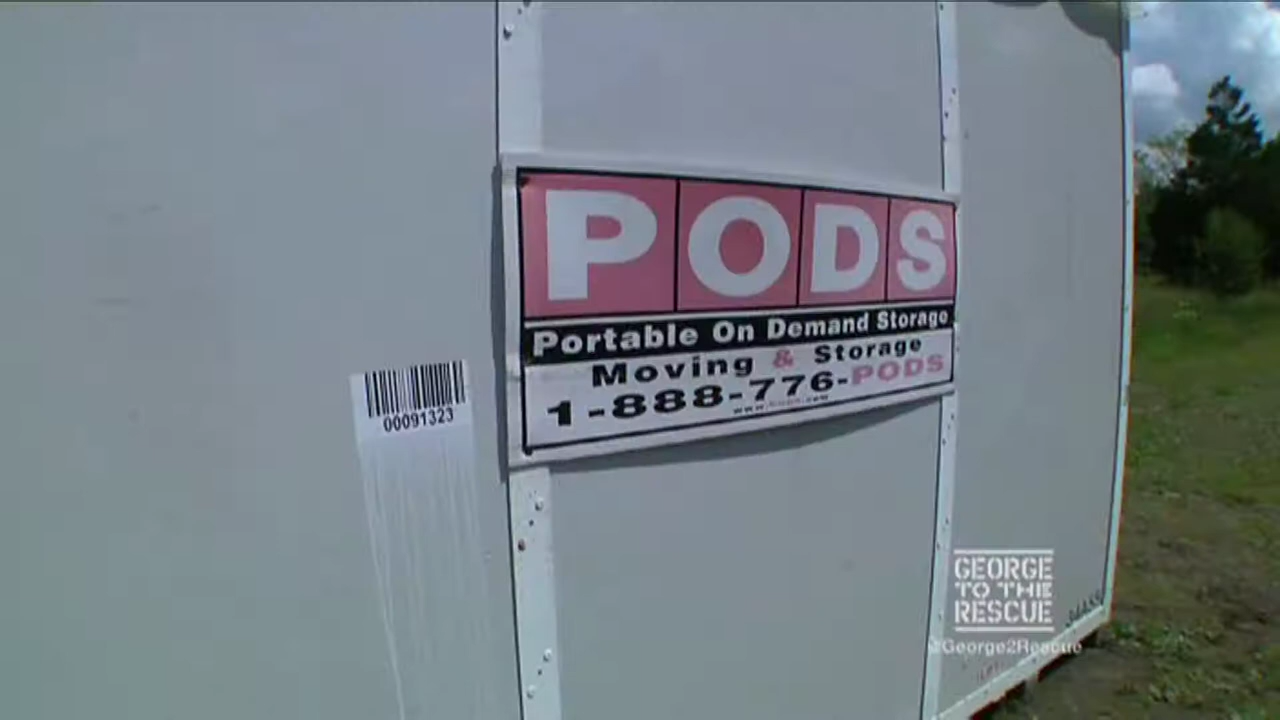 PODS
Portable On Demand Storage
Moving & Storage
1-888-776-PODS
00091323
GEORGE
TO THE
RESCUE
@George2Rescue